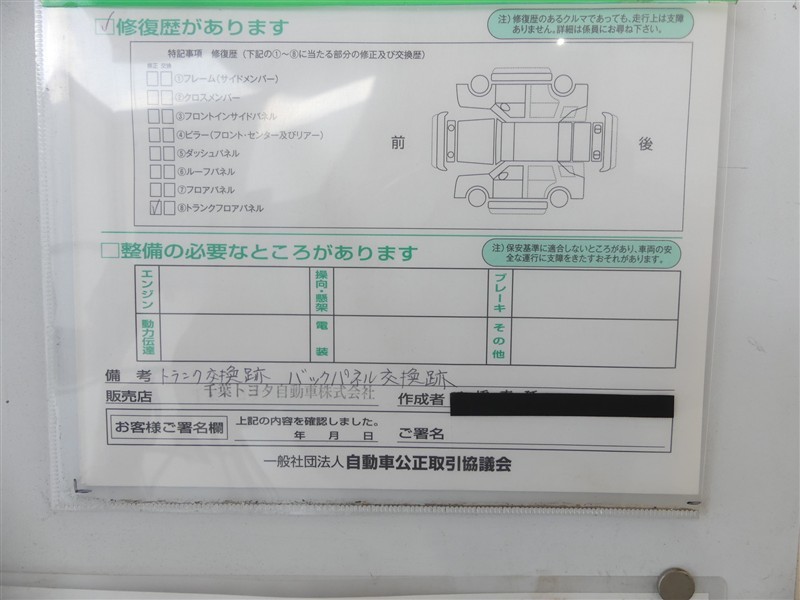 修復歴があります
注）修復歴のあるクルマであっても、走行上は支障
ありません。詳細は係員にお尋ね下さい。
特記事項 修復歴（下記の①～⑧に当たる部分の修正及び交換歴）
修正 交換
①フレーム（サイドメンバー）
②クロスメンバー
③フロントインサイドパネル
④ピラー（フロント・センター及びリアー）
⑤ダッシュパネル
⑥ルーフパネル
⑦フロアパネル
⑧トランクフロアパネル
前
後
整備の必要なところがあります
注）保安基準に適合しないところがあり、車両の安
全な運行に支障をきたすおそれがあります。
エンジン
操向・懸架
ブレーキ
動力伝達
電装
その他
備考 トランク交換跡、バックパネル交換跡
販売店 千葉トヨタ自動車株式会社 作成者
お客様ご署名欄
上記の内容を確認しました。
年 月 日 ご署名
一般社団法人 自動車公正取引協議会